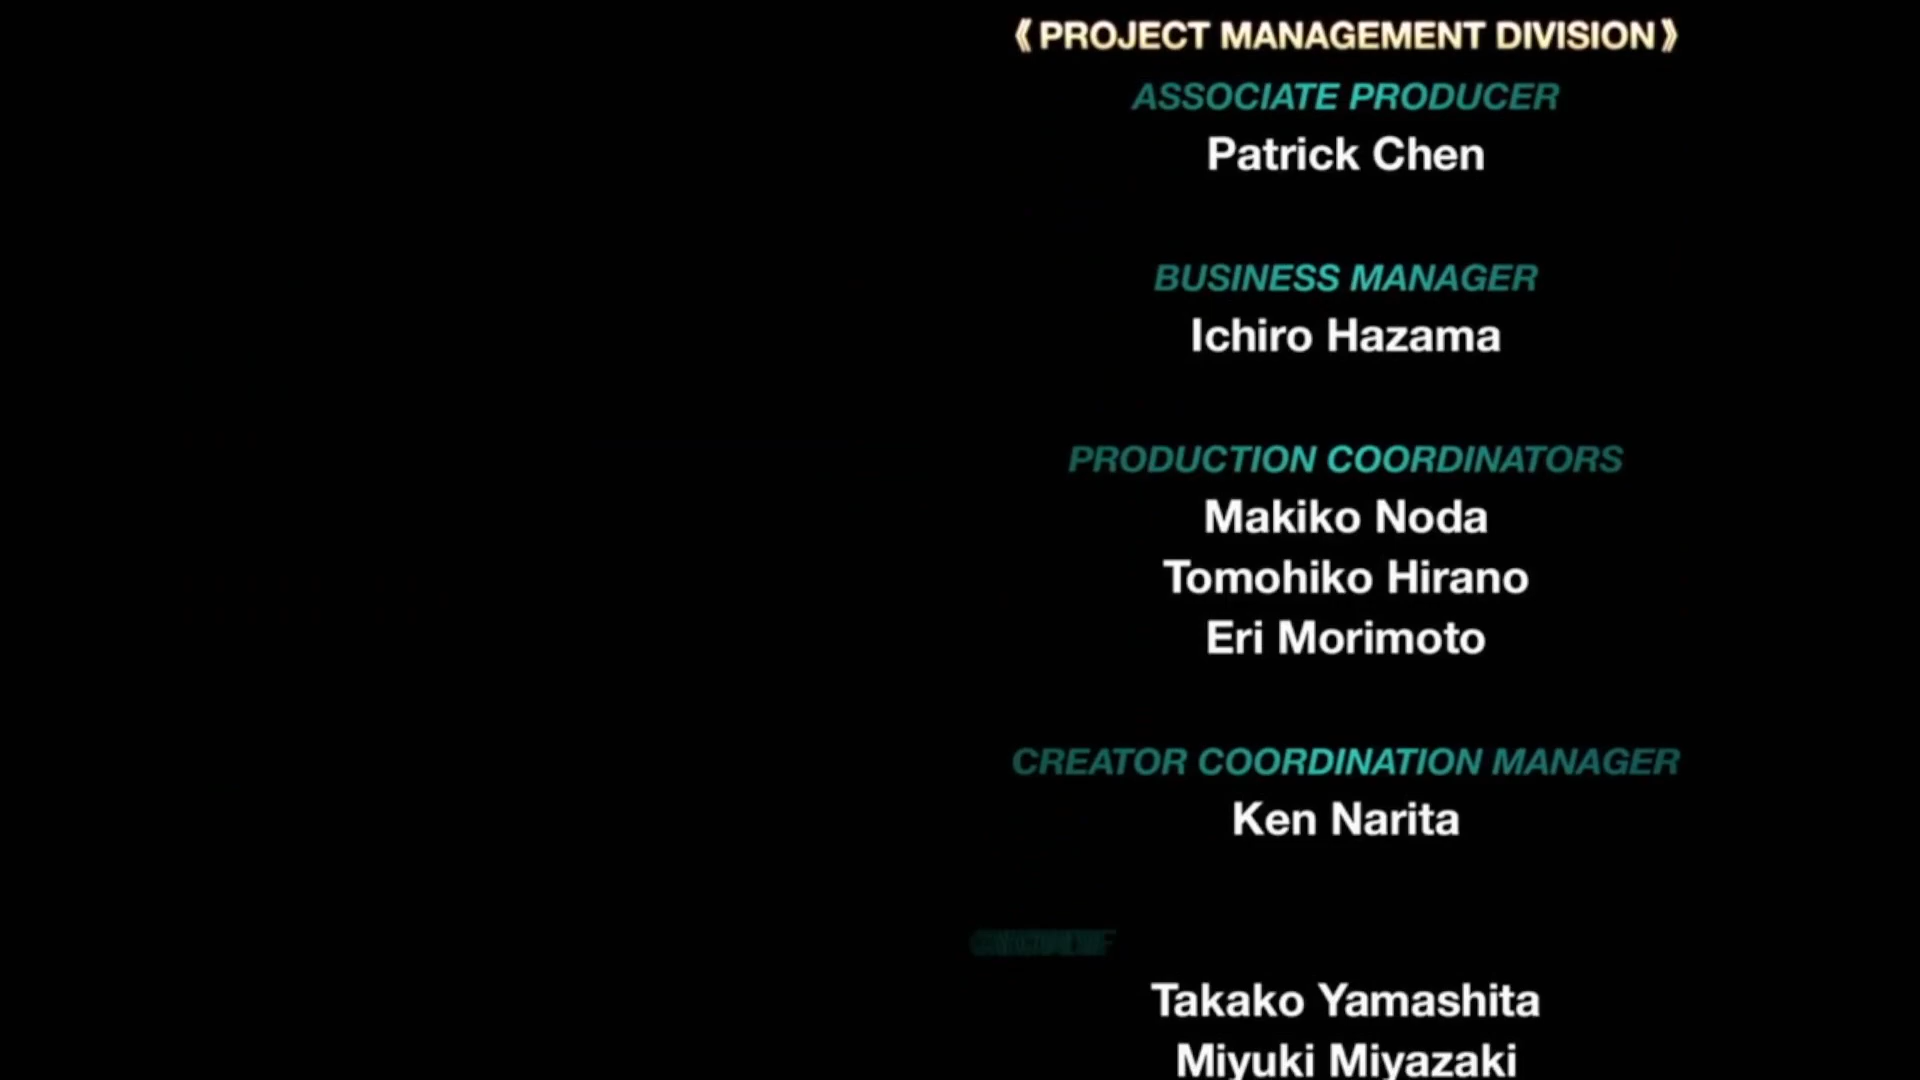 《PROJECT MANAGEMENT DIVISION》
ASSOCIATE PRODUCER
Patrick Chen
BUSINESS MANAGER
Ichiro Hazama
PRODUCTION COORDINATORS
Makiko Noda
Tomohiko Hirano
Eri Morimoto
CREATOR COORDINATION MANAGER
Ken Narita
Takako Yamashita
Miyuki Miyazaki